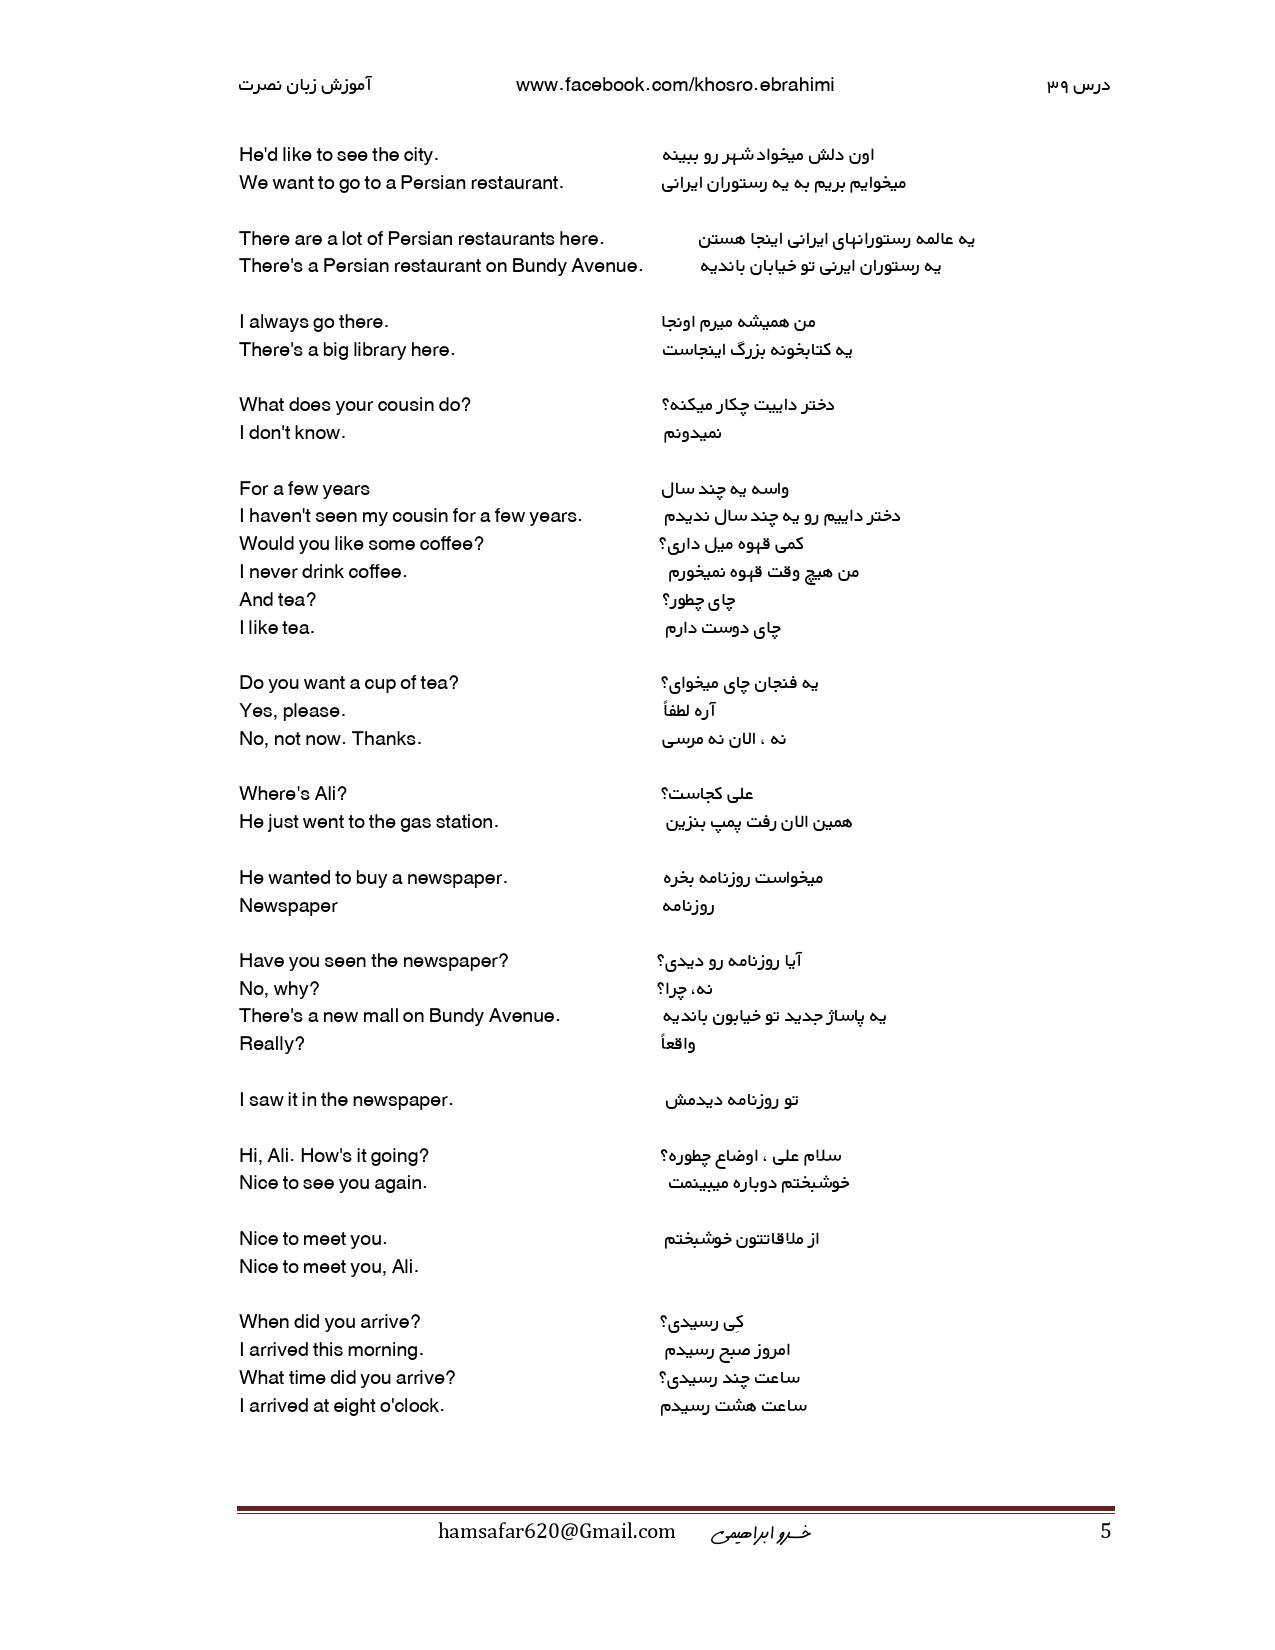 آموزش زبان نصرت www.facebook.com/khosro.ebrahimi درس ۳۹
He'd like to see the city. اون دلش میخواد شهر رو ببینه
We want to go to a Persian restaurant. میخوایم بریم به یه رستوران ایرانی
There are a lot of Persian restaurants here. یه عالمه رستورانهای ایرانی اینجا هستن
There's a Persian restaurant on Bundy Avenue. یه رستوران ایرنی تو خیابان باندیه
I always go there. من همیشه میرم اونجا
There's a big library here. یه کتابخونه بزرگ اینجاست
What does your cousin do? دختر داییت چکار میکنه؟
I don't know. نمیدونم
For a few years واسه یه چند سال
I haven't seen my cousin for a few years. دختر داییم رو یه چند سال ندیدم
Would you like some coffee? کمی قهوه میل داری؟
I never drink coffee. من هیچ وقت قهوه نمیخورم
And tea? چای چطور؟
I like tea. چای دوست دارم
Do you want a cup of tea? یه فنجان چای میخوای؟
Yes, please. آره لطفاً
No, not now. Thanks. نه ، الان نه مرسی
Where's Ali? علی کجاست؟
He just went to the gas station. همین الان رفت پمپ بنزین
He wanted to buy a newspaper. میخواست روزنامه بخره
Newspaper روزنامه
Have you seen the newspaper? آیا روزنامه رو دیدی؟
No, why? نه، چرا؟
There's a new mall on Bundy Avenue. یه پاساژ جدید تو خیابون باندیه
Really? واقعاً
I saw it in the newspaper. تو روزنامه دیدمش
Hi, Ali. How's it going? سلام علی ، اوضاع چطوره؟
Nice to see you again. خوشبختم دوباره میبینمت
Nice to meet you. از ملاقاتتون خوشبختم
Nice to meet you, Ali.
When did you arrive? کِی رسیدی؟
I arrived this morning. امروز صبح رسیدم
What time did you arrive? ساعت چند رسیدی؟
I arrived at eight o'clock. ساعت هشت رسیدم
hamsafar620@Gmail.com خسرو ابراهیمی 5